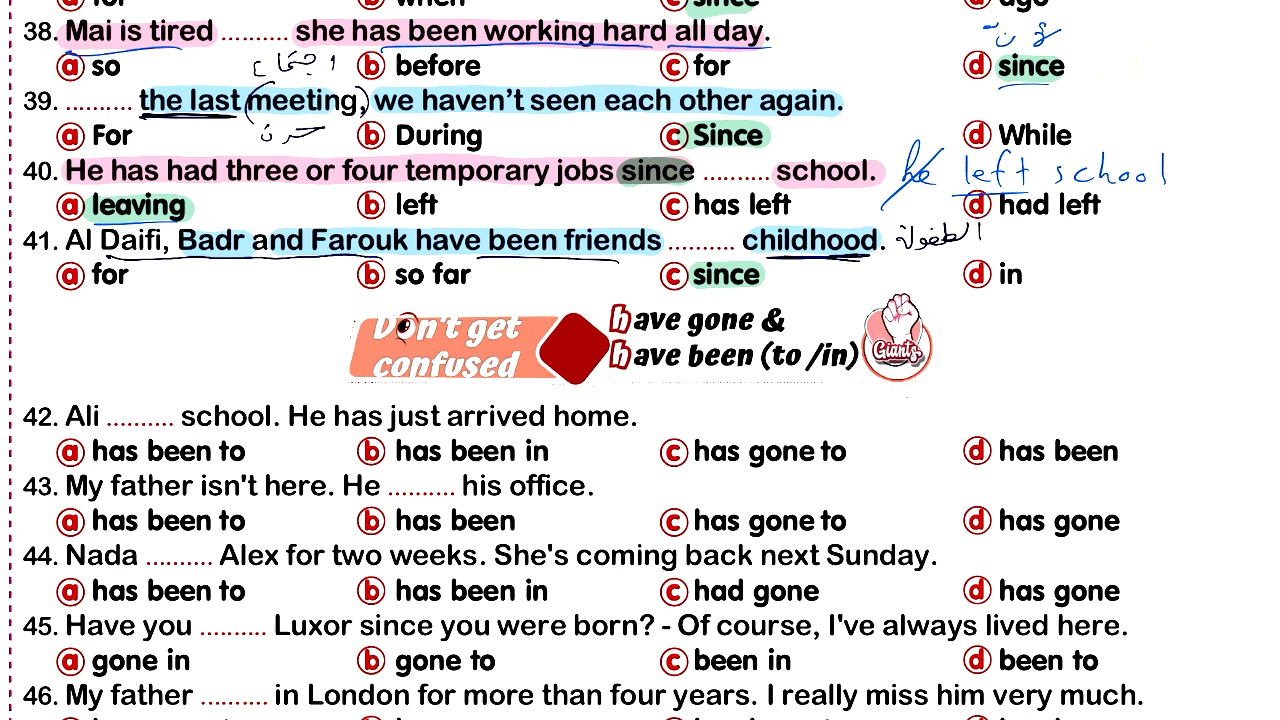 38. Mai is tired .......... she has been working hard all day.
a so b before c for d since
اجتماع
39. .......... the last meeting, we haven't seen each other again.
a For b During c Since d While
40. He has had three or four temporary jobs since .......... school. he left school
a leaving b left c has left d had left
41. Al Daifi, Badr and Farouk have been friends .......... childhood. الطفولة
a for b so far c since d in
Don't get confused
have gone &
have been (to /in)
Giants
42. Ali .......... school. He has just arrived home.
a has been to b has been in c has gone to d has been
43. My father isn't here. He .......... his office.
a has been to b has been c has gone to d has gone
44. Nada .......... Alex for two weeks. She's coming back next Sunday.
a has been to b has been in c had gone d has gone
45. Have you .......... Luxor since you were born? - Of course, I've always lived here.
a gone in b gone to c been in d been to
46. My father .......... in London for more than four years. I really miss him very much.